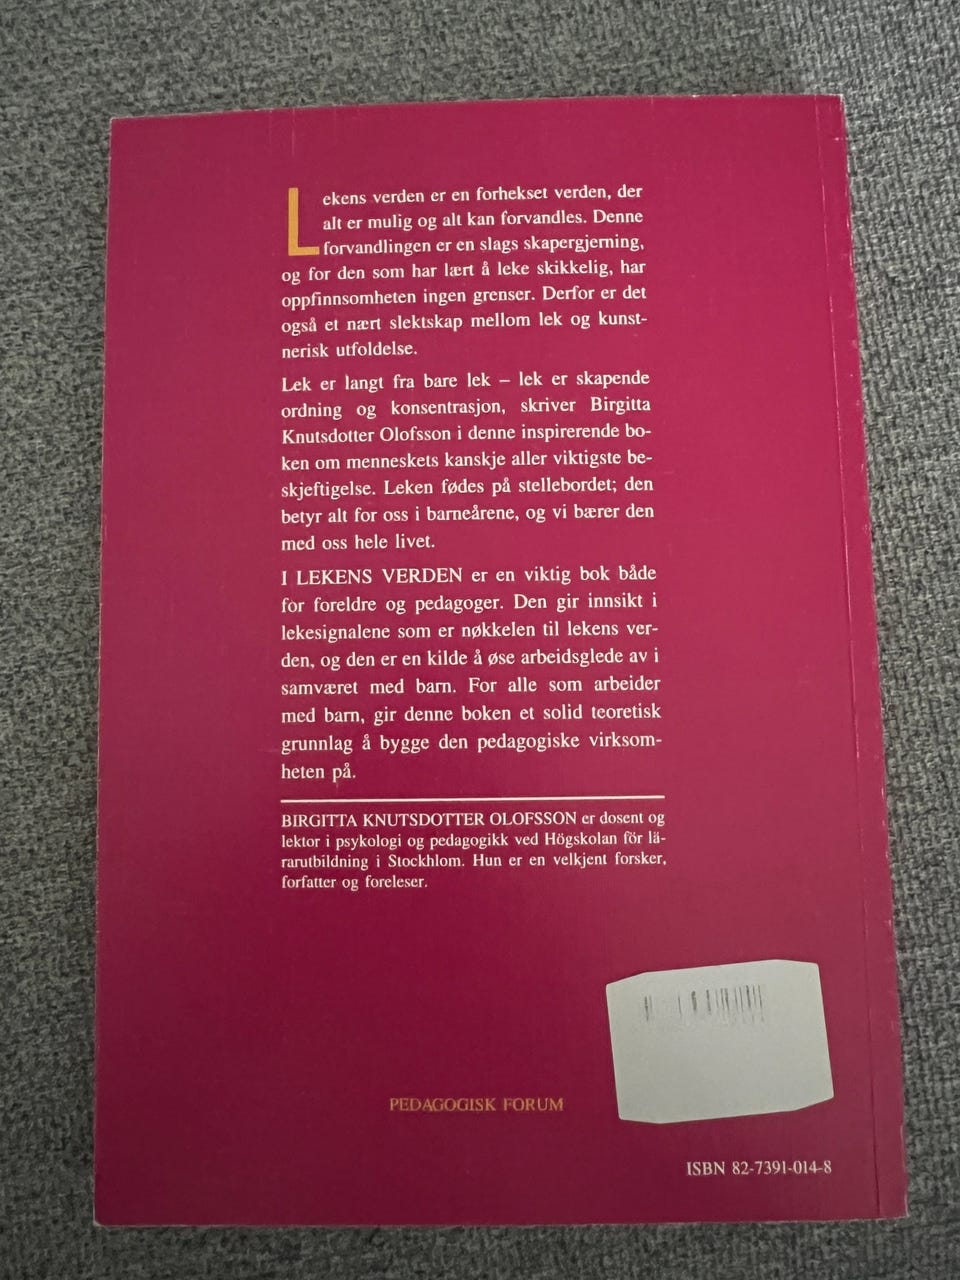 Lekens verden er en forhekset verden, der
alt er mulig og alt kan forvandles. Denne
forvandlingen er en slags skapergjerning,
og for den som har lært å leke skikkelig, har
oppfinnsomheten ingen grenser. Derfor er det
også et nært slektskap mellom lek og kunst-
nerisk utfoldelse.
Lek er langt fra bare lek – lek er skapende
ordning og konsentrasjon, skriver Birgitta
Knutsdotter Olofsson i denne inspirerende bo-
ken om menneskets kanskje aller viktigste be-
skjeftigelse. Leken fødes på stellebordet; den
betyr alt for oss i barneårene, og vi bærer den
med oss hele livet.
I LEKENS VERDEN er en viktig bok både
for foreldre og pedagoger. Den gir innsikt i
lekesignalene som er nøkkelen til lekens ver-
den, og den er en kilde å øse arbeidsglede av i
samværet med barn. For alle som arbeider
med barn, gir denne boken et solid teoretisk
grunnlag å bygge den pedagogiske virksom-
heten på.
BIRGITTA KNUTSDOTTER OLOFSSON er dosent og
lektor i psykologi og pedagogikk ved Högskolan för lä-
rarutbildning i Stockhlom. Hun er en velkjent forsker,
forfatter og foreleser.
PEDAGOGISK FORUM
ISBN 82-7391-014-8